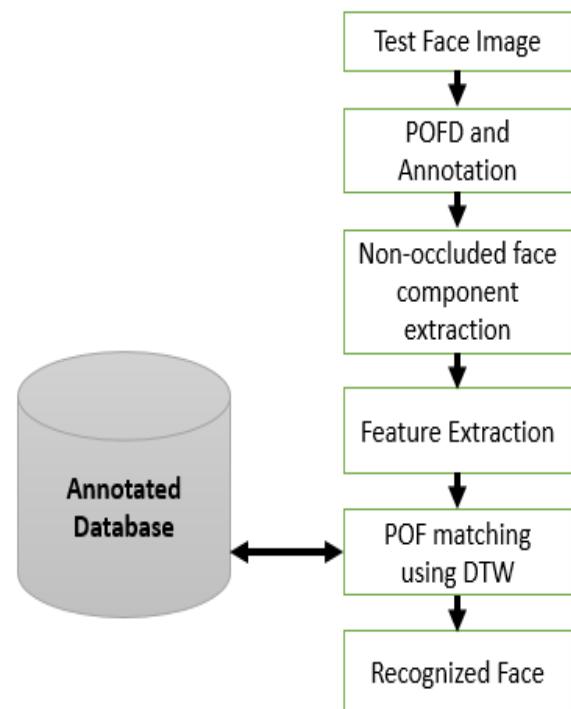 Test Face Image
POFD and
Annotation
Non-occluded face
component
extraction
Feature Extraction
Annotated
Database
POF matching
using DTW
Recognized Face